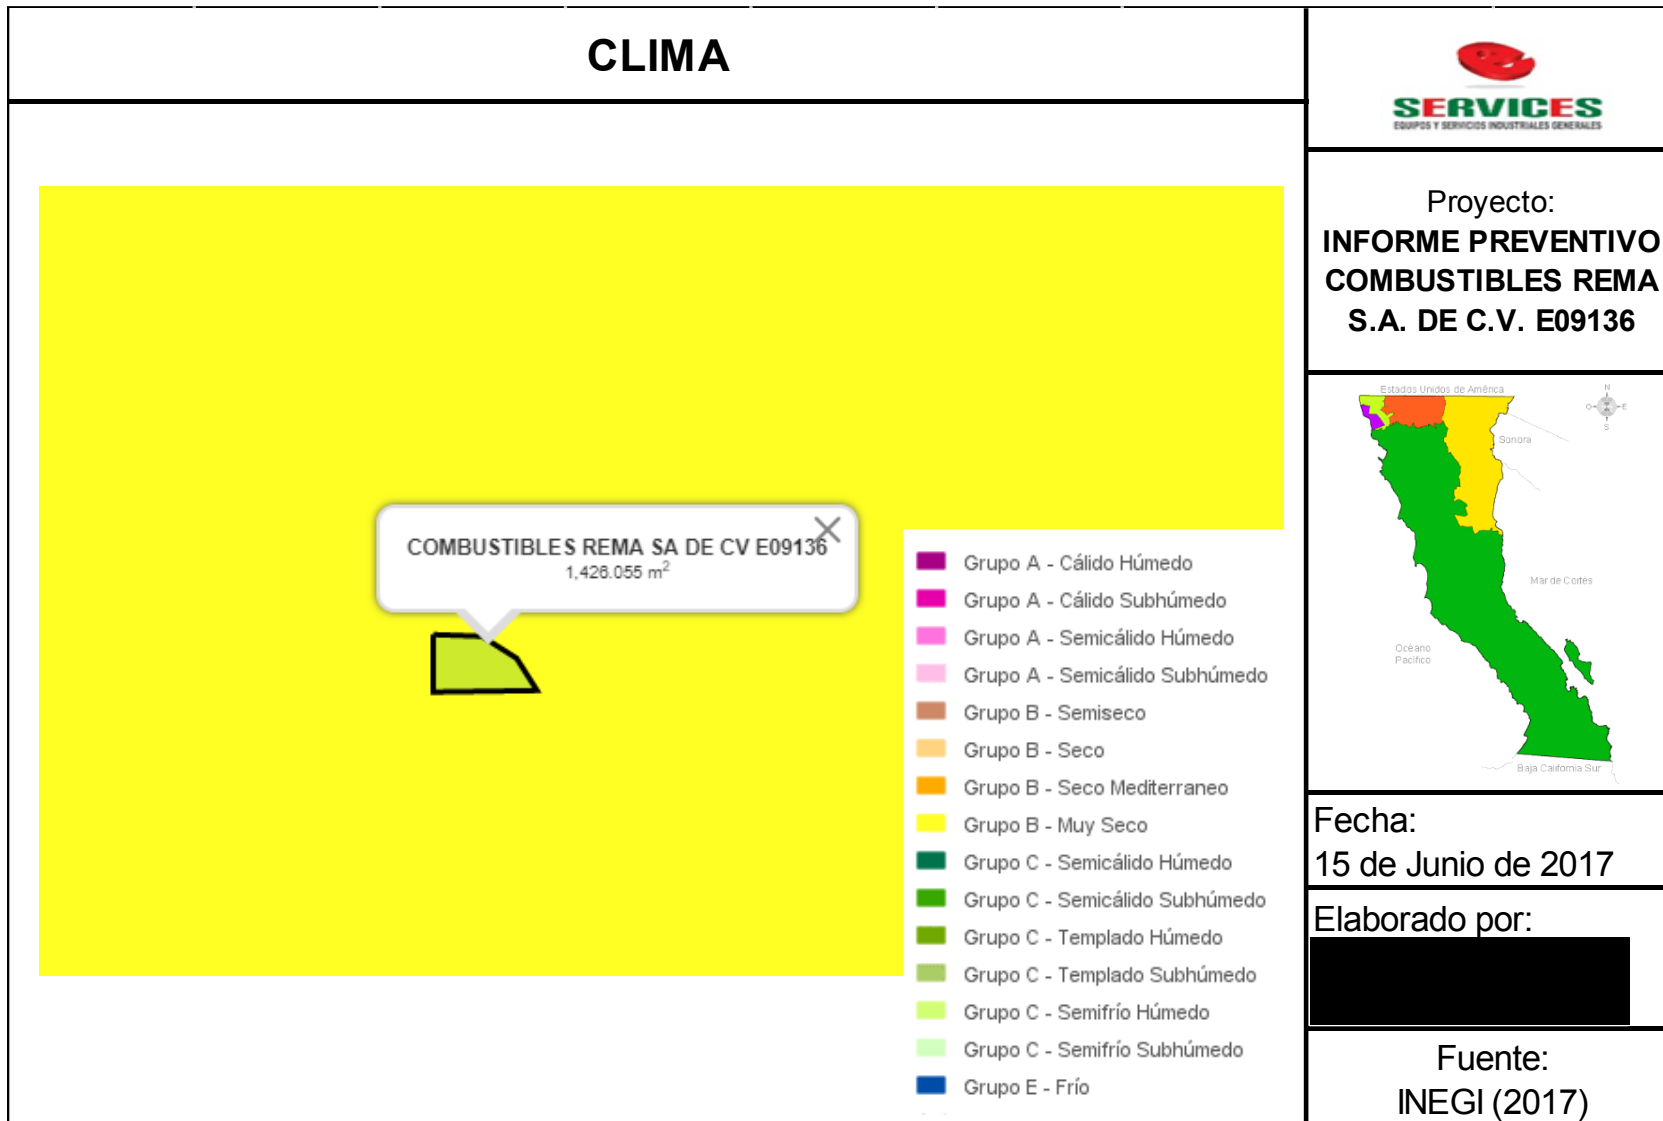 CLIMA
SERVICES
EQUIPOS Y SERVICIOS INDUSTRIALES GENERALES
Proyecto:
INFORME PREVENTIVO
COMBUSTIBLES REMA
S.A. DE C.V. E09136
COMBUSTIBLES REMA SA DE CV E09136
1,426.055 m²
Grupo A - Cálido Húmedo
Grupo A - Cálido Subhúmedo
Grupo A - Semicálido Húmedo
Grupo A - Semicálido Subhúmedo
Grupo B - Semiseco
Grupo B - Seco
Grupo B - Seco Mediterraneo
Grupo B - Muy Seco
Grupo C - Semicálido Húmedo
Grupo C - Semicálido Subhúmedo
Grupo C - Templado Húmedo
Grupo C - Templado Subhúmedo
Grupo C - Semifrío Húmedo
Grupo C - Semifrío Subhúmedo
Grupo E - Frío
Estados Unidos de América
N
O
E
S
Sonora
Mar de Cortés
Océano
Pacífico
Baja California Sur
Fecha:
15 de Junio de 2017
Elaborado por:
Fuente:
INEGI (2017)